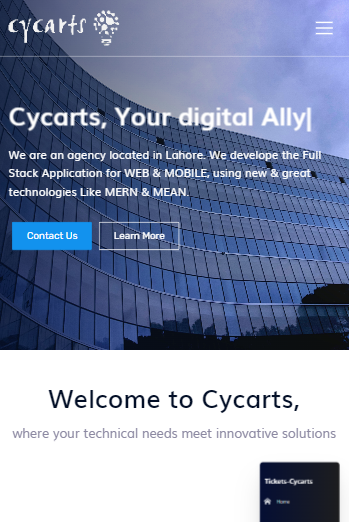 cycarts
Cycarts, Your digital Ally|
We are an agency located in Lahore. We develope the Full
Stack Application for WEB & MOBILE, using new & great
technologies Like MERN & MEAN.
Contact Us
Learn More
Welcome to Cycarts,
where your technical needs meet innovative solutions
Tickets-Cycarts
Home